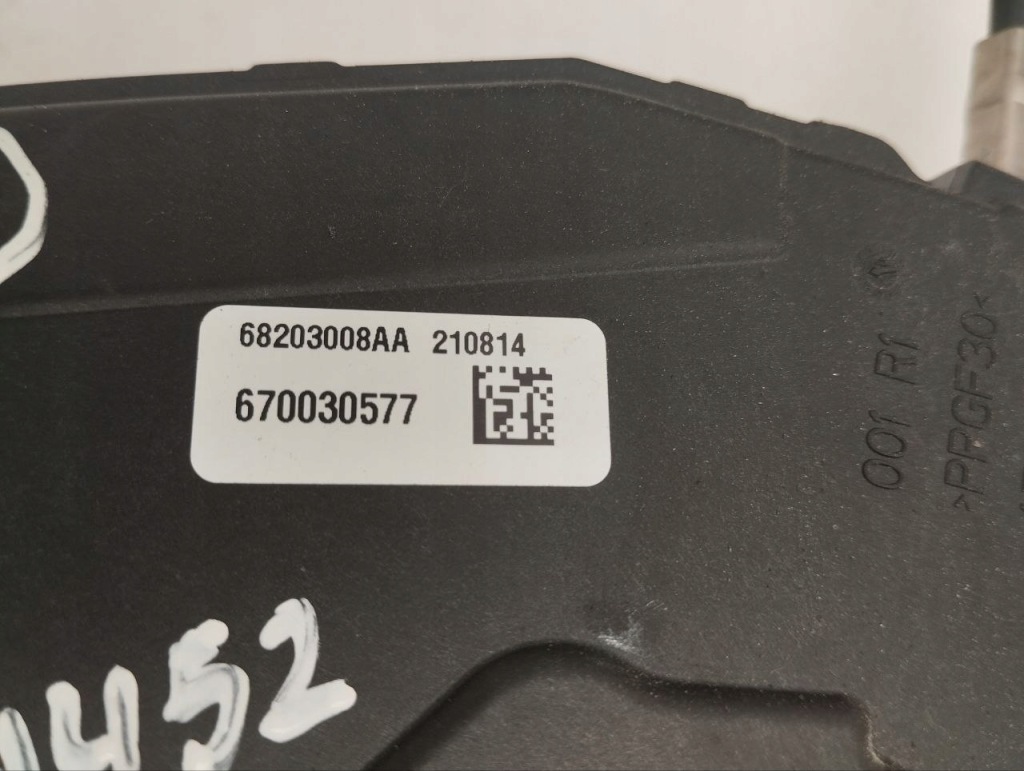 68203008AA 210814
670030577
001 R1
>PPGF30<
452